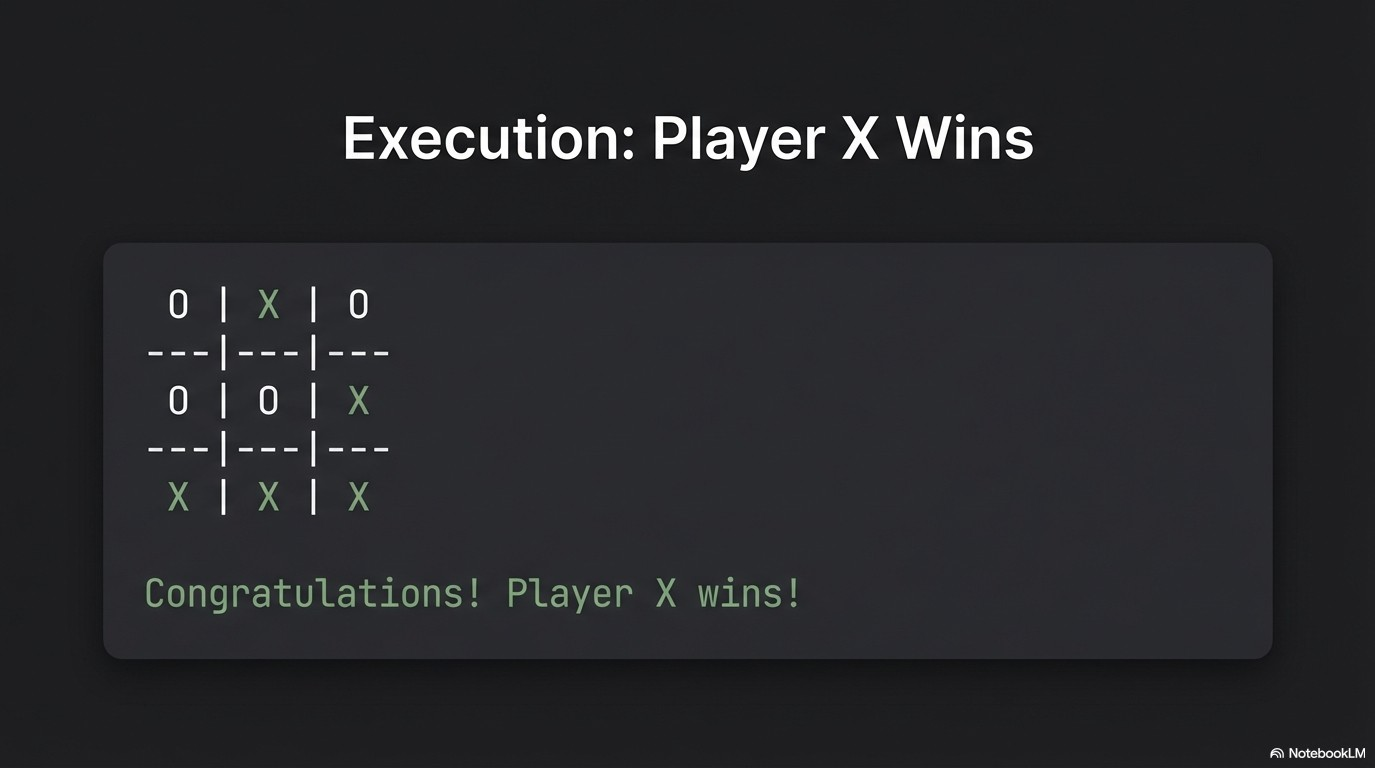 Execution: Player X Wins
O | X | O
---|---|---
O | O | X
---|---|---
X | X | X
Congratulations! Player X wins!
NotebookLM